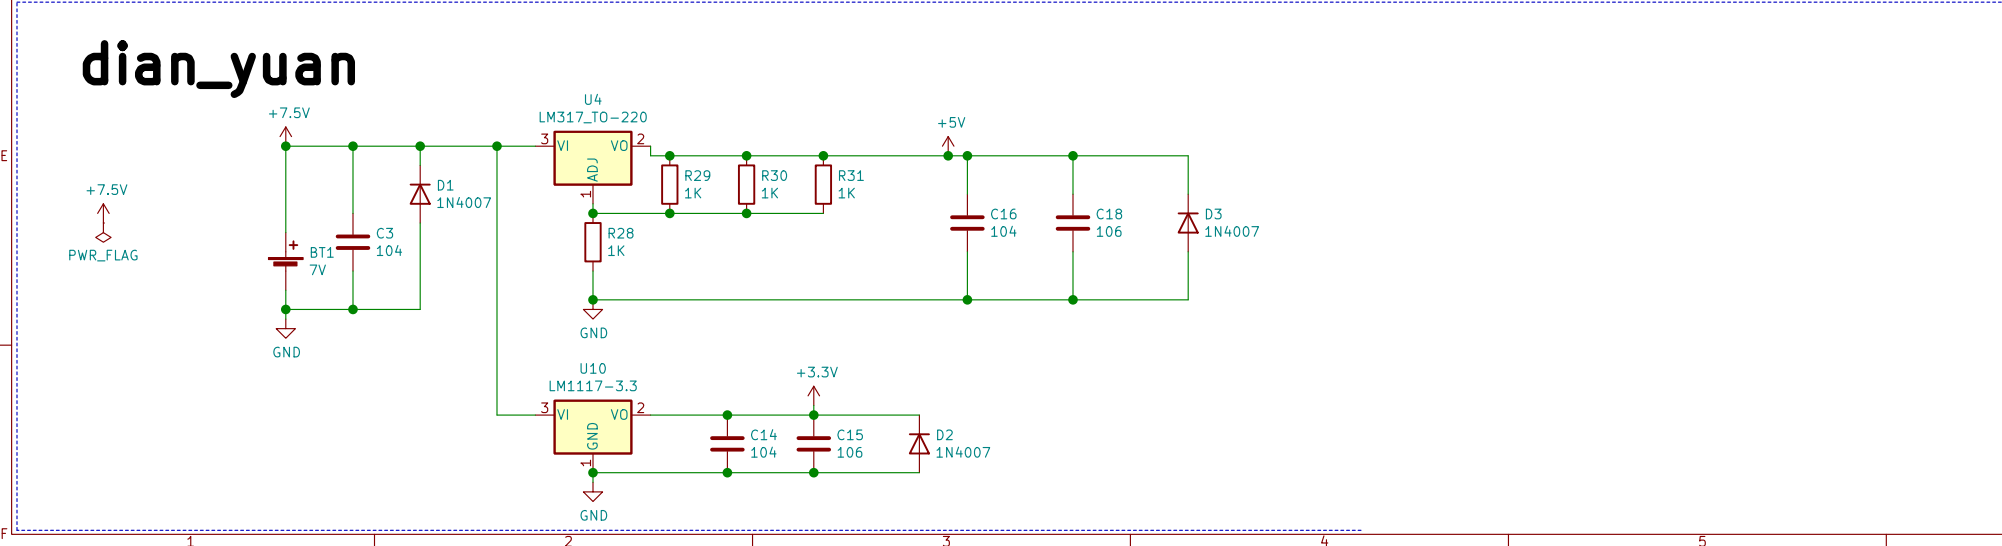 dian_yuan
+7.5V
U4
LM317_TO-220
3 VI VO 2
ADJ
1
+5V
R29
1K
R30
1K
R31
1K
D1
1N4007
+7.5V
PWR_FLAG
C3
104
+
BT1
7V
GND
R28
1K
C16
104
C18
106
D3
1N4007
GND
U10
LM1117-3.3
3 VI VO 2
GND
1
+3.3V
C14
104
C15
106
D2
1N4007
GND
E
F
1 2 3 4 5